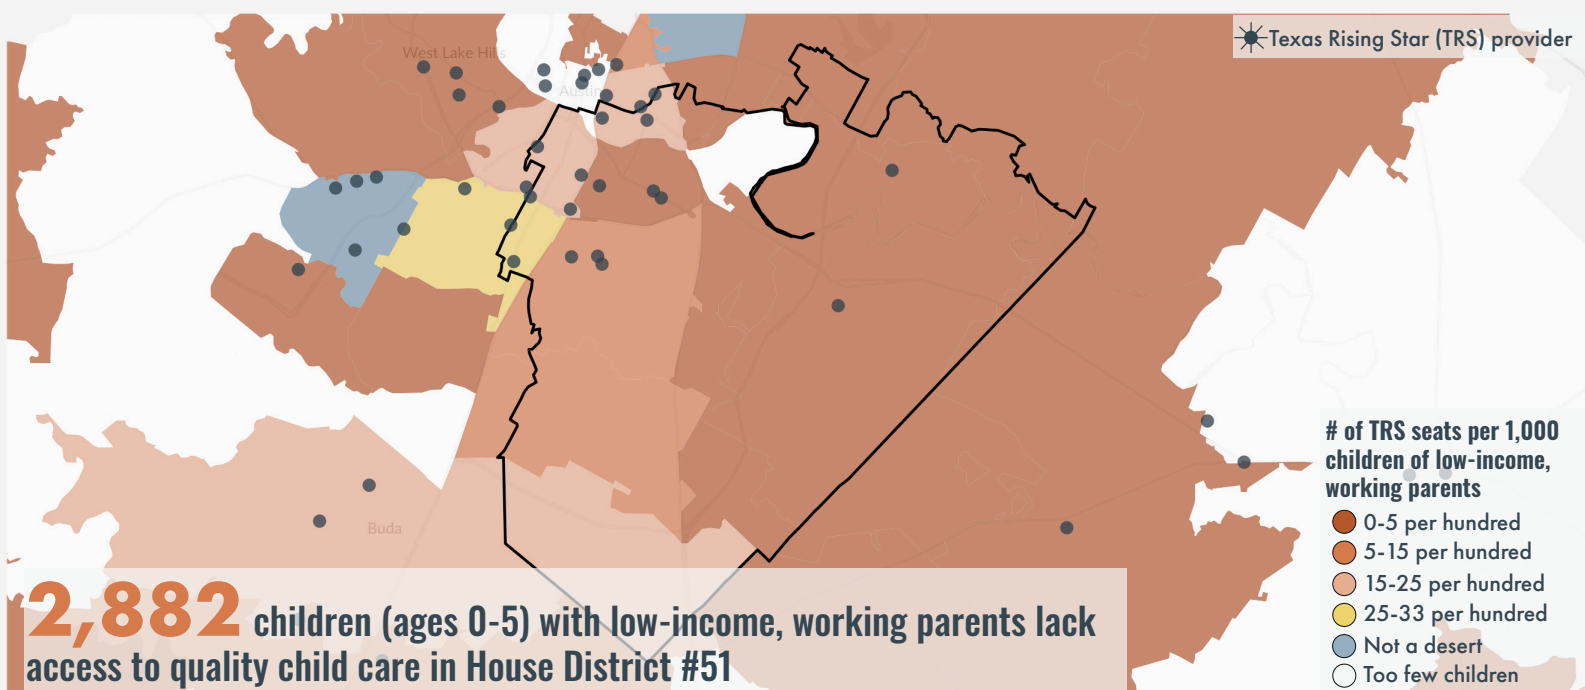 West Lake Hills
Texas Rising Star (TRS) provider
Austin
Buda
# of TRS seats per 1,000
children of low-income,
working parents
0-5 per hundred
5-15 per hundred
15-25 per hundred
25-33 per hundred
Not a desert
Too few children
2,882 children (ages 0-5) with low-income, working parents lack
access to quality child care in House District #51